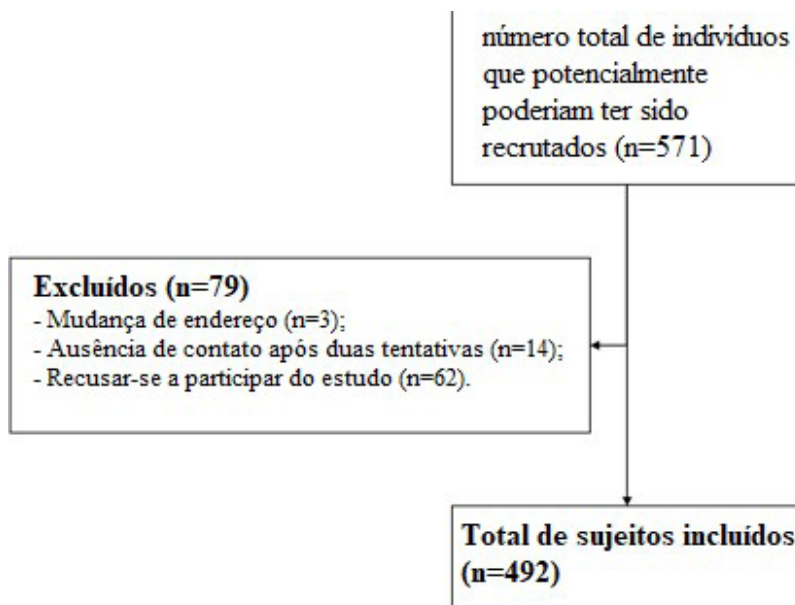 número total de indivíduos
que potencialmente
poderiam ter sido
recrutados (n=571)
Excluídos (n=79)
- Mudança de endereço (n=3);
- Ausência de contato após duas tentativas (n=14);
- Recusar-se a participar do estudo (n=62).
Total de sujeitos incluídos
(n=492)